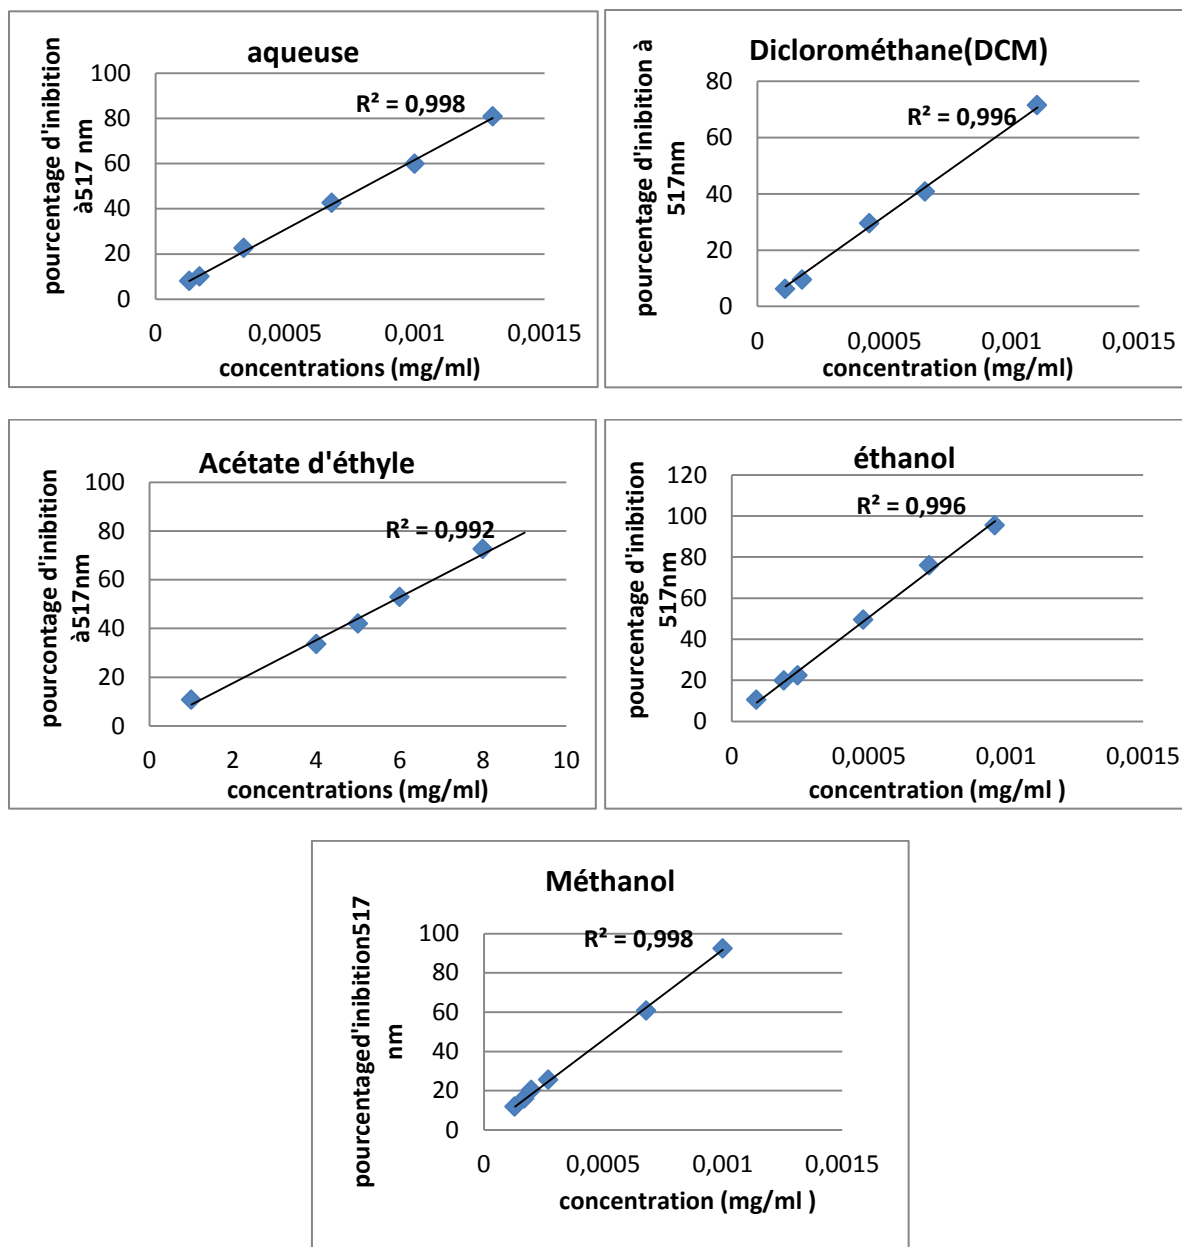 aqueuse
R² = 0,998
pourcentage d'inibition
à517 nm
100
80
60
40
20
0
0 0,0005 0,001 0,0015
concentrations (mg/ml)
Diclorométhane(DCM)
R² = 0,996
pourcentage d'inibition à
517nm
80
60
40
20
0
0 0,0005 0,001 0,0015
concentration (mg/ml)
Acétate d'éthyle
R² = 0,992
pourcontage d'inibition
à517nm
100
80
60
40
20
0
0 2 4 6 8 10
concentrations (mg/ml)
éthanol
R² = 0,996
pourcentage d'inibition à
517nm
120
100
80
60
40
20
0
0 0,0005 0,001 0,0015
concentration (mg/ml )
Méthanol
R² = 0,998
pourcentaged'inibition517
nm
100
80
60
40
20
0
0 0,0005 0,001 0,0015
concentration (mg/ml )